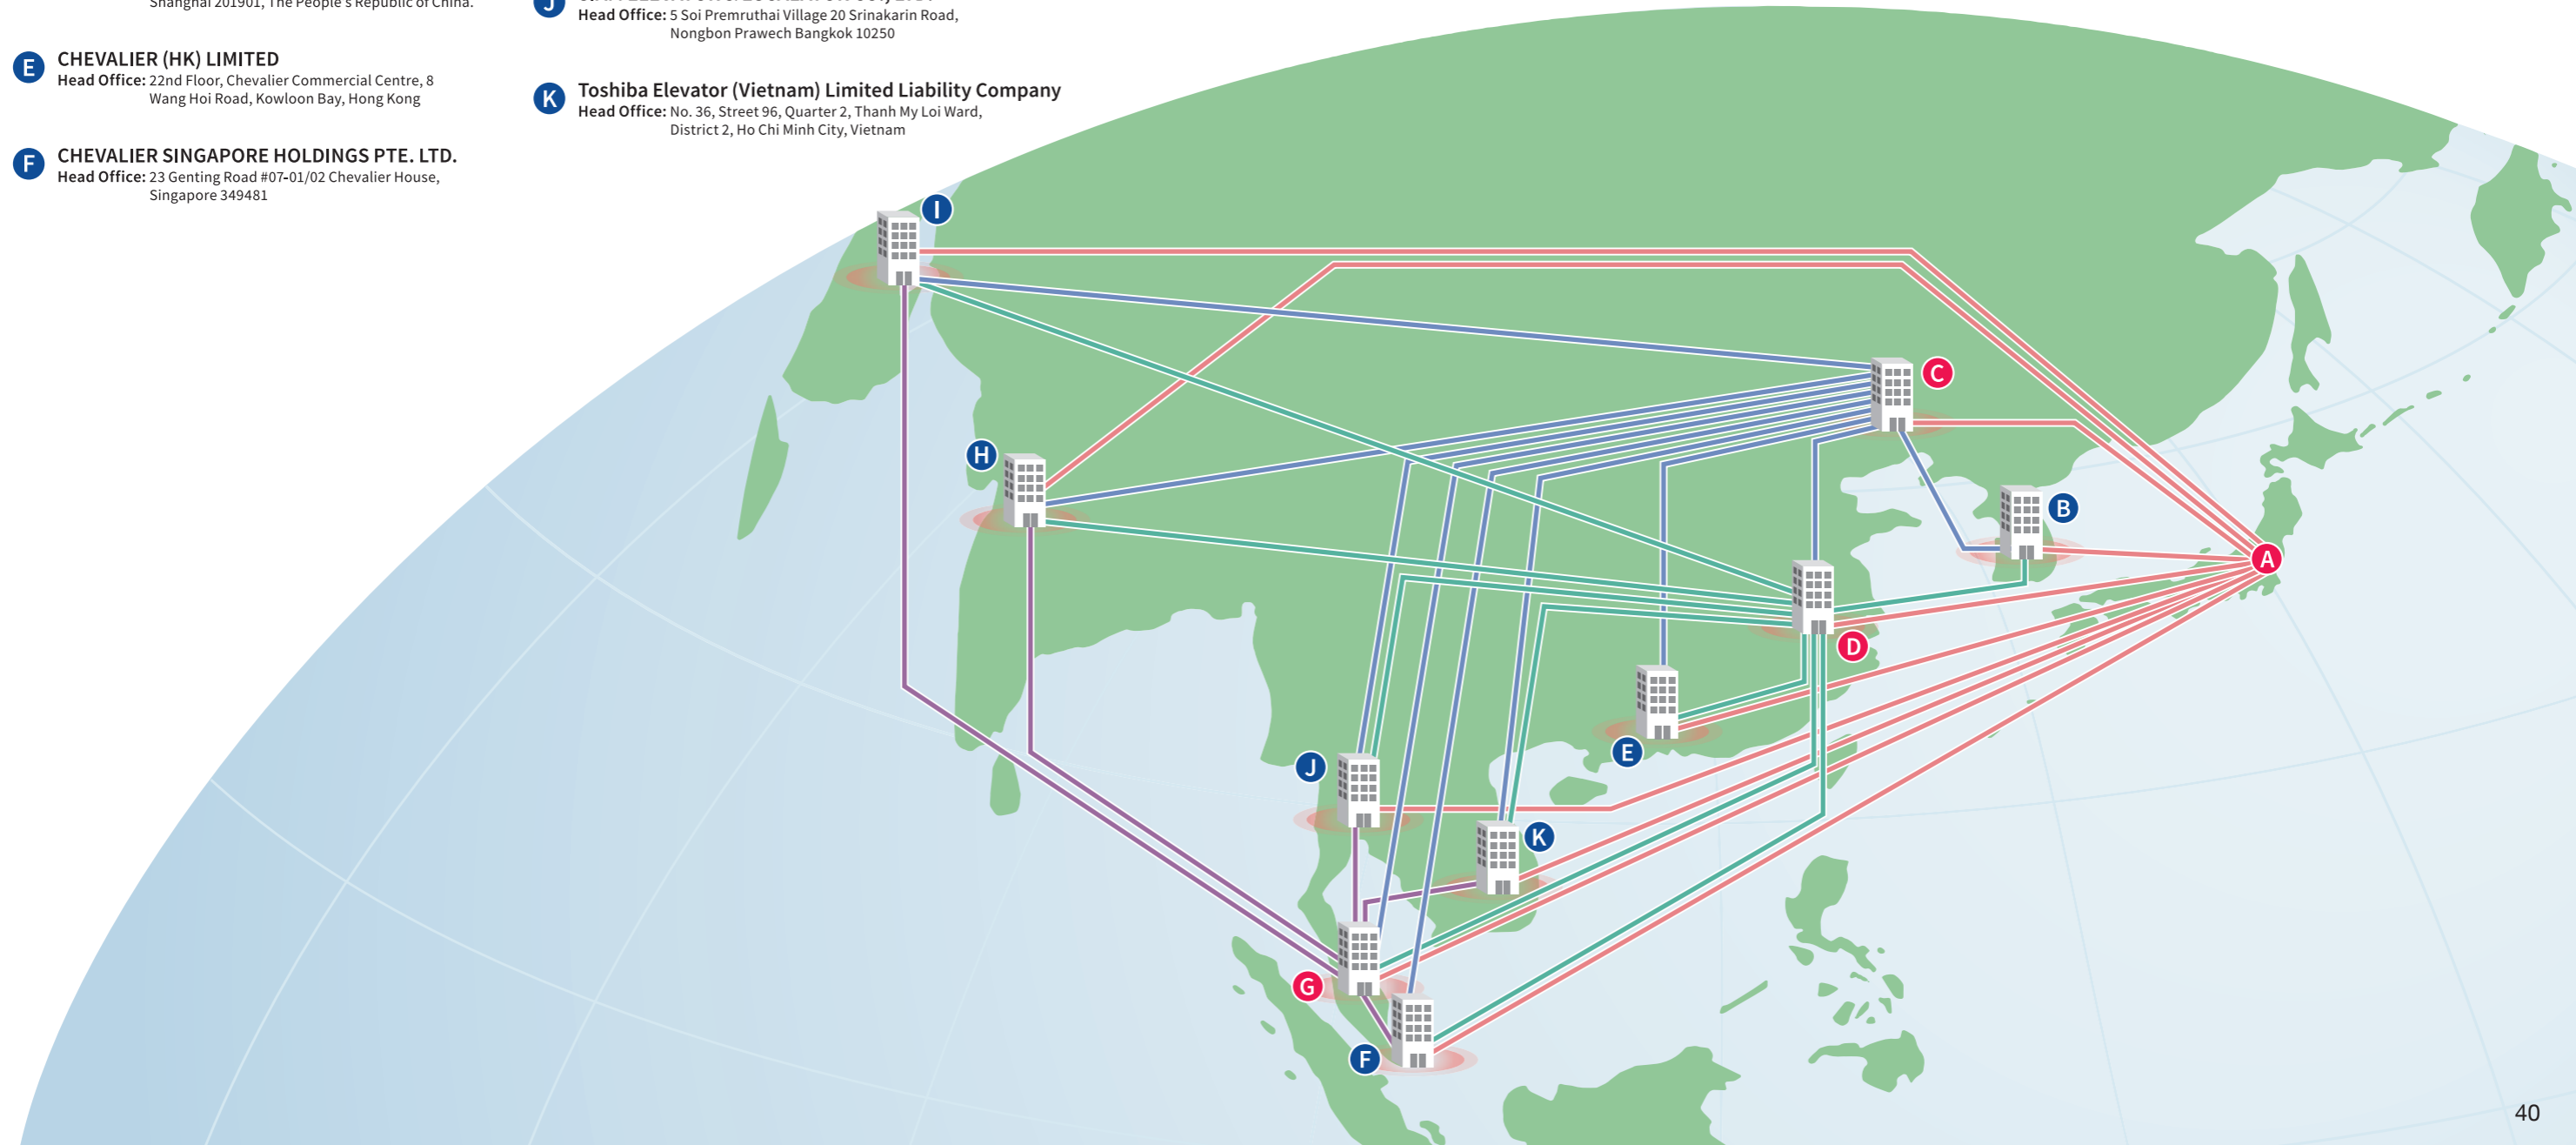 Shanghai 201901, The People's Republic of China.
E CHEVALIER (HK) LIMITED
Head Office: 22nd Floor, Chevalier Commercial Centre, 8
Wang Hoi Road, Kowloon Bay, Hong Kong
F CHEVALIER SINGAPORE HOLDINGS PTE. LTD.
Head Office: 23 Genting Road #07-01/02 Chevalier House,
Singapore 349481
J
Head Office: 5 Soi Premruthai Village 20 Srinakarin Road,
Nongbon Prawech Bangkok 10250
K Toshiba Elevator (Vietnam) Limited Liability Company
Head Office: No. 36, Street 96, Quarter 2, Thanh My Loi Ward,
District 2, Ho Chi Minh City, Vietnam
I
C
H
B
A
D
E
J
K
G
F
40